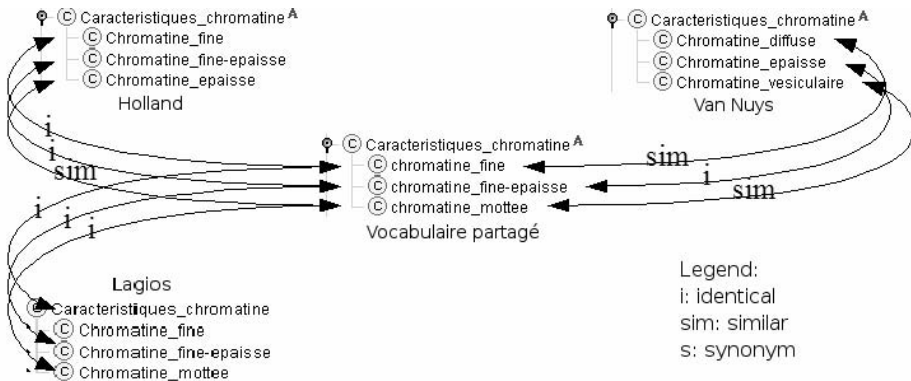 Caracteristiques_chromatine A
Chromatine_fine
Chromatine_fine-epaisse
Chromatine_epaisse
Holland
Caracteristiques_chromatine A
Chromatine_diffuse
Chromatine_epaisse
Chromatine_vesiculaire
Van Nuys
i
i
sim
Caracteristiques_chromatine A
chromatine_fine
chromatine_fine-epaisse
chromatine_mottee
Vocabulaire partagé
sim
i
sim
i
i
i
Lagios
Caracteristiques_chromatine
Chromatine_fine
Chromatine_fine-epaisse
Chromatine_mottee
Legend:
i: identical
sim: similar
s: synonym